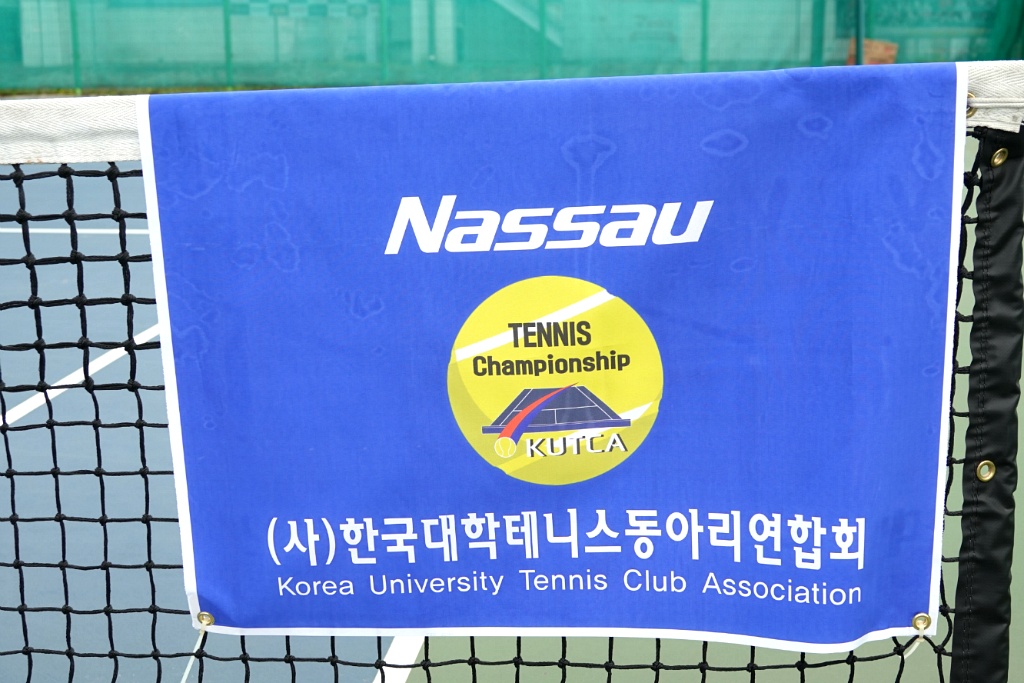 Nassau
TENNIS
Championship
KUTCA
(사)한국대학테니스동아리연합회
Korea University Tennis Club Association